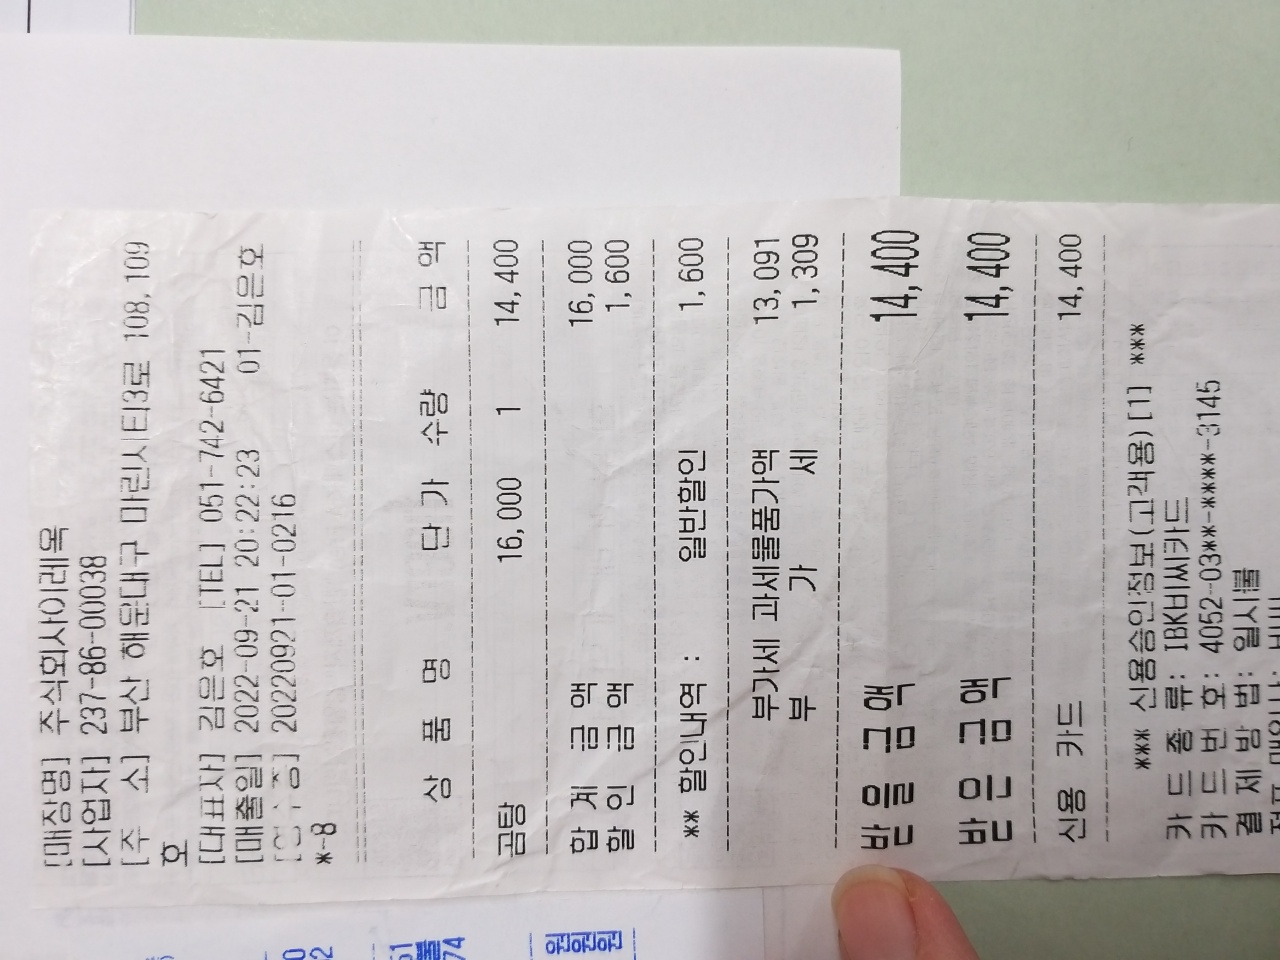 [매장명] 주식회사이레옥
[사업자] 237-86-00038
[주 소] 부산 해운대구 마린시티3로 108, 109
호
[대표자] 김은호 [TEL] 051-742-6421
[매출일] 2022-09-21 20:22:23 01-김은호
20220921-01-0216
*-8
상 품 명 단 가 수량 금 액
곰탕 16,000 1 14,400
합 계 금 액 16,000
할 인 금 액 1,600
** 할인내역 : 일반할인 1,600
부가세 과세물품가액 13,091
부 가 세 1,309
받 을 금 액 14,400
받 은 금 액 14,400
신용 카드 14,400
*** 신용승인정보(고객용)[1] ***
카 드 종 류: IBK비씨카드
카 드 번 호: 4052-03**-****-3145
결 제 방 법: 일시불